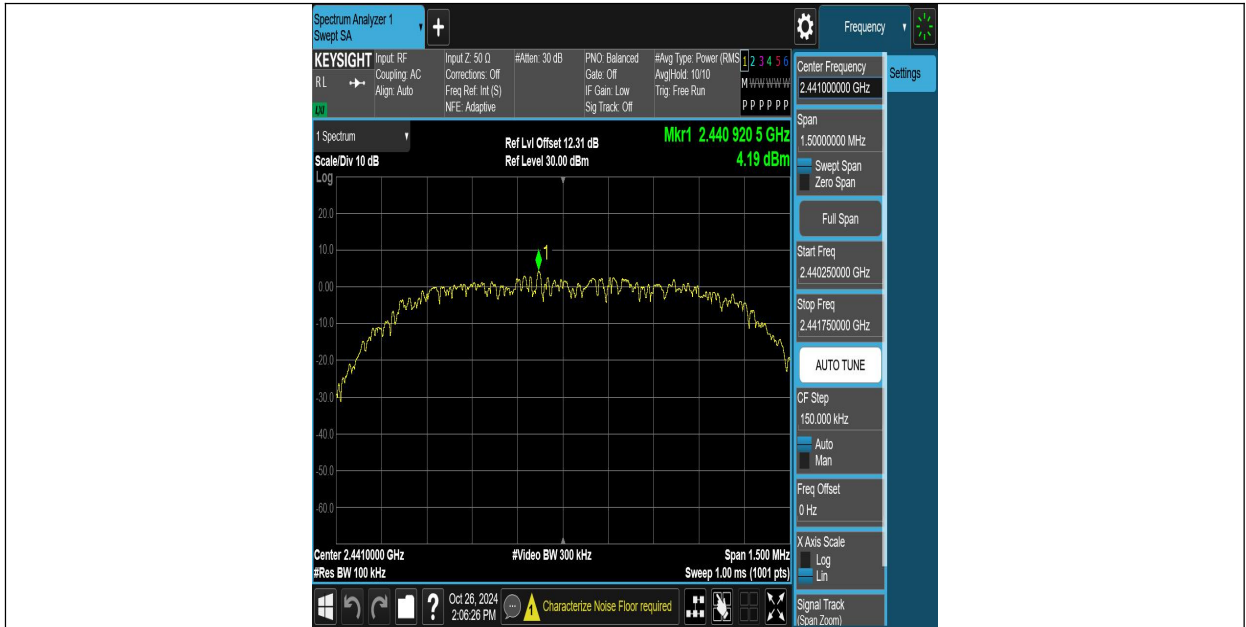 Spectrum Analyzer 1
Swept SA
+
Frequency
KEYSIGHT
RL
LXI
Input: RF
Coupling: AC
Align: Auto
Input Z: 50 Ω
Corrections: Off
Freq Ref: Int (S)
NFE: Adaptive
#Atten: 30 dB
PNO: Balanced
Gate: Off
IF Gain: Low
Sig Track: Off
#Avg Type: Power (RMS
Avg|Hold: 10/10
Trig: Free Run
1 2 3 4 5 6
M W W W W W
P P P P P P
1 Spectrum
Scale/Div 10 dB
Log
Ref Lvl Offset 12.31 dB
Ref Level 30.00 dBm
Mkr1 2.440 920 5 GHz
4.19 dBm
20.0
10.0
0.00
-10.0
-20.0
-30.0
-40.0
-50.0
-60.0
1
Center 2.4410000 GHz
#Res BW 100 kHz
#Video BW 300 kHz
Span 1.500 MHz
Sweep 1.00 ms (1001 pts)
?
Oct 26, 2024
2:06:26 PM
Characterize Noise Floor required
Center Frequency
2.441000000 GHz
Settings
Span
1.50000000 MHz
Swept Span
Zero Span
Full Span
Start Freq
2.440250000 GHz
Stop Freq
2.441750000 GHz
AUTO TUNE
CF Step
150.000 kHz
Auto
Man
Freq Offset
0 Hz
X Axis Scale
Log
Lin
Signal Track
(Span Zoom)